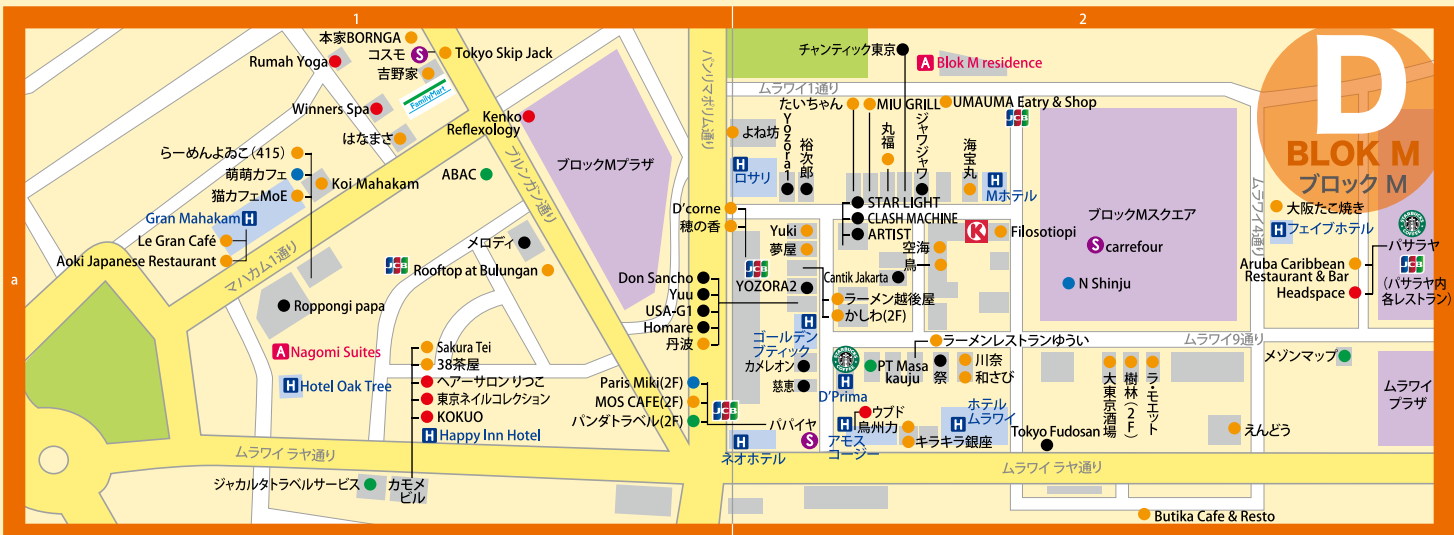 1
2
a
D
BLOK M
ブロック M
本家BORNGA
コスモ
S
Tokyo Skip Jack
吉野家
FamilyMart
Rumah Yoga
Winners Spa
はなまさ
Kenko
Reflexology
らーめんよゐこ(415)
萌萌カフェ
猫カフェMoE
Koi Mahakam
Gran Mahakam H
Le Gran Café
Aoki Japanese Restaurant
マハカム1通り
ABAC
ブルンガン通り
ブロックMプラザ
メロディ
JCB
Rooftop at Bulungan
Roppongi papa
A Nagomi Suites
H Hotel Oak Tree
Sakura Tei
38茶屋
ヘアーサロン りつこ
東京ネイルコレクション
KOKUO
H Happy Inn Hotel
ムラワイ ラヤ通り
ジャカルタトラベルサービス
カモメ
ビル
パンリマポリム通り
D'corne
穂の香
Don Sancho
Yuu
USA-G1
Homare
丹波
Paris Miki(2F)
MOS CAFE(2F)
パンダトラベル(2F)
JCB
パパイヤ
S
H
ネオホテル
チャンティック東京
A Blok M residence
ムラワイ1通り
たいちゃん
MIU GRILL
UMAUMA Eatry & Shop
JCB
よね坊
H
ロサリ
Yozora1
裕次郎
丸福
ジャワジャワ
海宝丸
H
Mホテル
STAR LIGHT
CLASH MACHINE
ARTIST
Yuki
夢屋
JCB
YOZORA2
空海
鳥
K
Filosotiopi
Cantik Jakarta
ラーメン越後屋
かしわ(2F)
H
ゴールデン
ブティック
カメレオン
慈恵
STARBUCKS COFFEE
H
D'Prima
PT Masa
kauju
ラーメンレストランゆうい
祭
川奈
和さび
ウブド
H
鳥州力
アモス
コージー
キラキラ銀座
H
ホテル
ムラワイ
Tokyo Fudosan
ムラワイ ラヤ通り
ブロックMスクエア
S carrefour
N Shinju
ムラワイ4通り
大阪たこ焼き
H フェイブホテル
STARBUCKS COFFEE
パサラヤ
JCB
(パサラヤ内
各レストラン)
Aruba Caribbean
Restaurant & Bar
Headspace
ムラワイ9通り
メゾンマップ
大東京酒場
樹林(2F)
ラ・モエット
えんどう
ムラワイ
プラザ
Butika Cafe & Resto